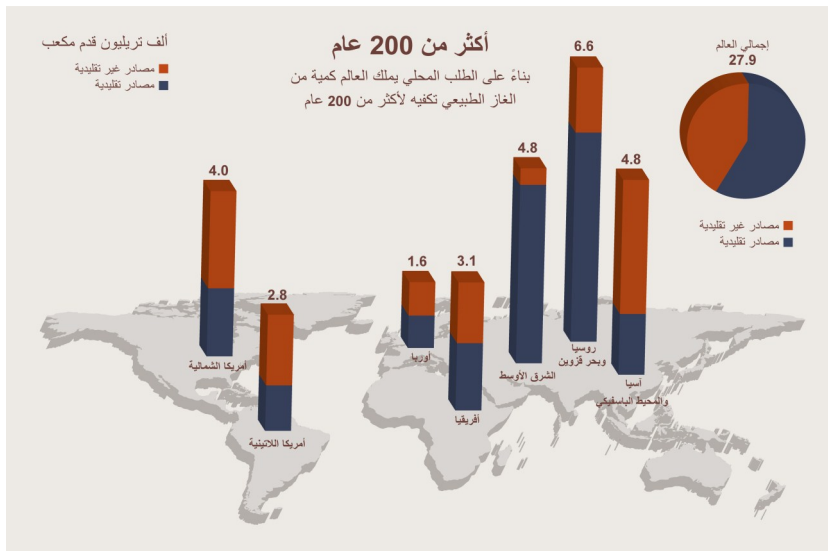 أكثر من 200 عام
بناءً على الطلب المحلي يملك العالم كمية من
الغاز الطبيعي تكفيه لأكثر من 200 عام
ألف تريليون قدم مكعب
مصادر غير تقليدية
مصادر تقليدية
إجمالي العالم
27.9
مصادر غير تقليدية
مصادر تقليدية
4.0
أمريكا الشمالية
2.8
أمريكا اللاتينية
1.6
أوربا
3.1
أفريقيا
4.8
الشرق الأوسط
6.6
روسيا
وبحر قزوين
4.8
آسيا
والمحيط الباسفيكي